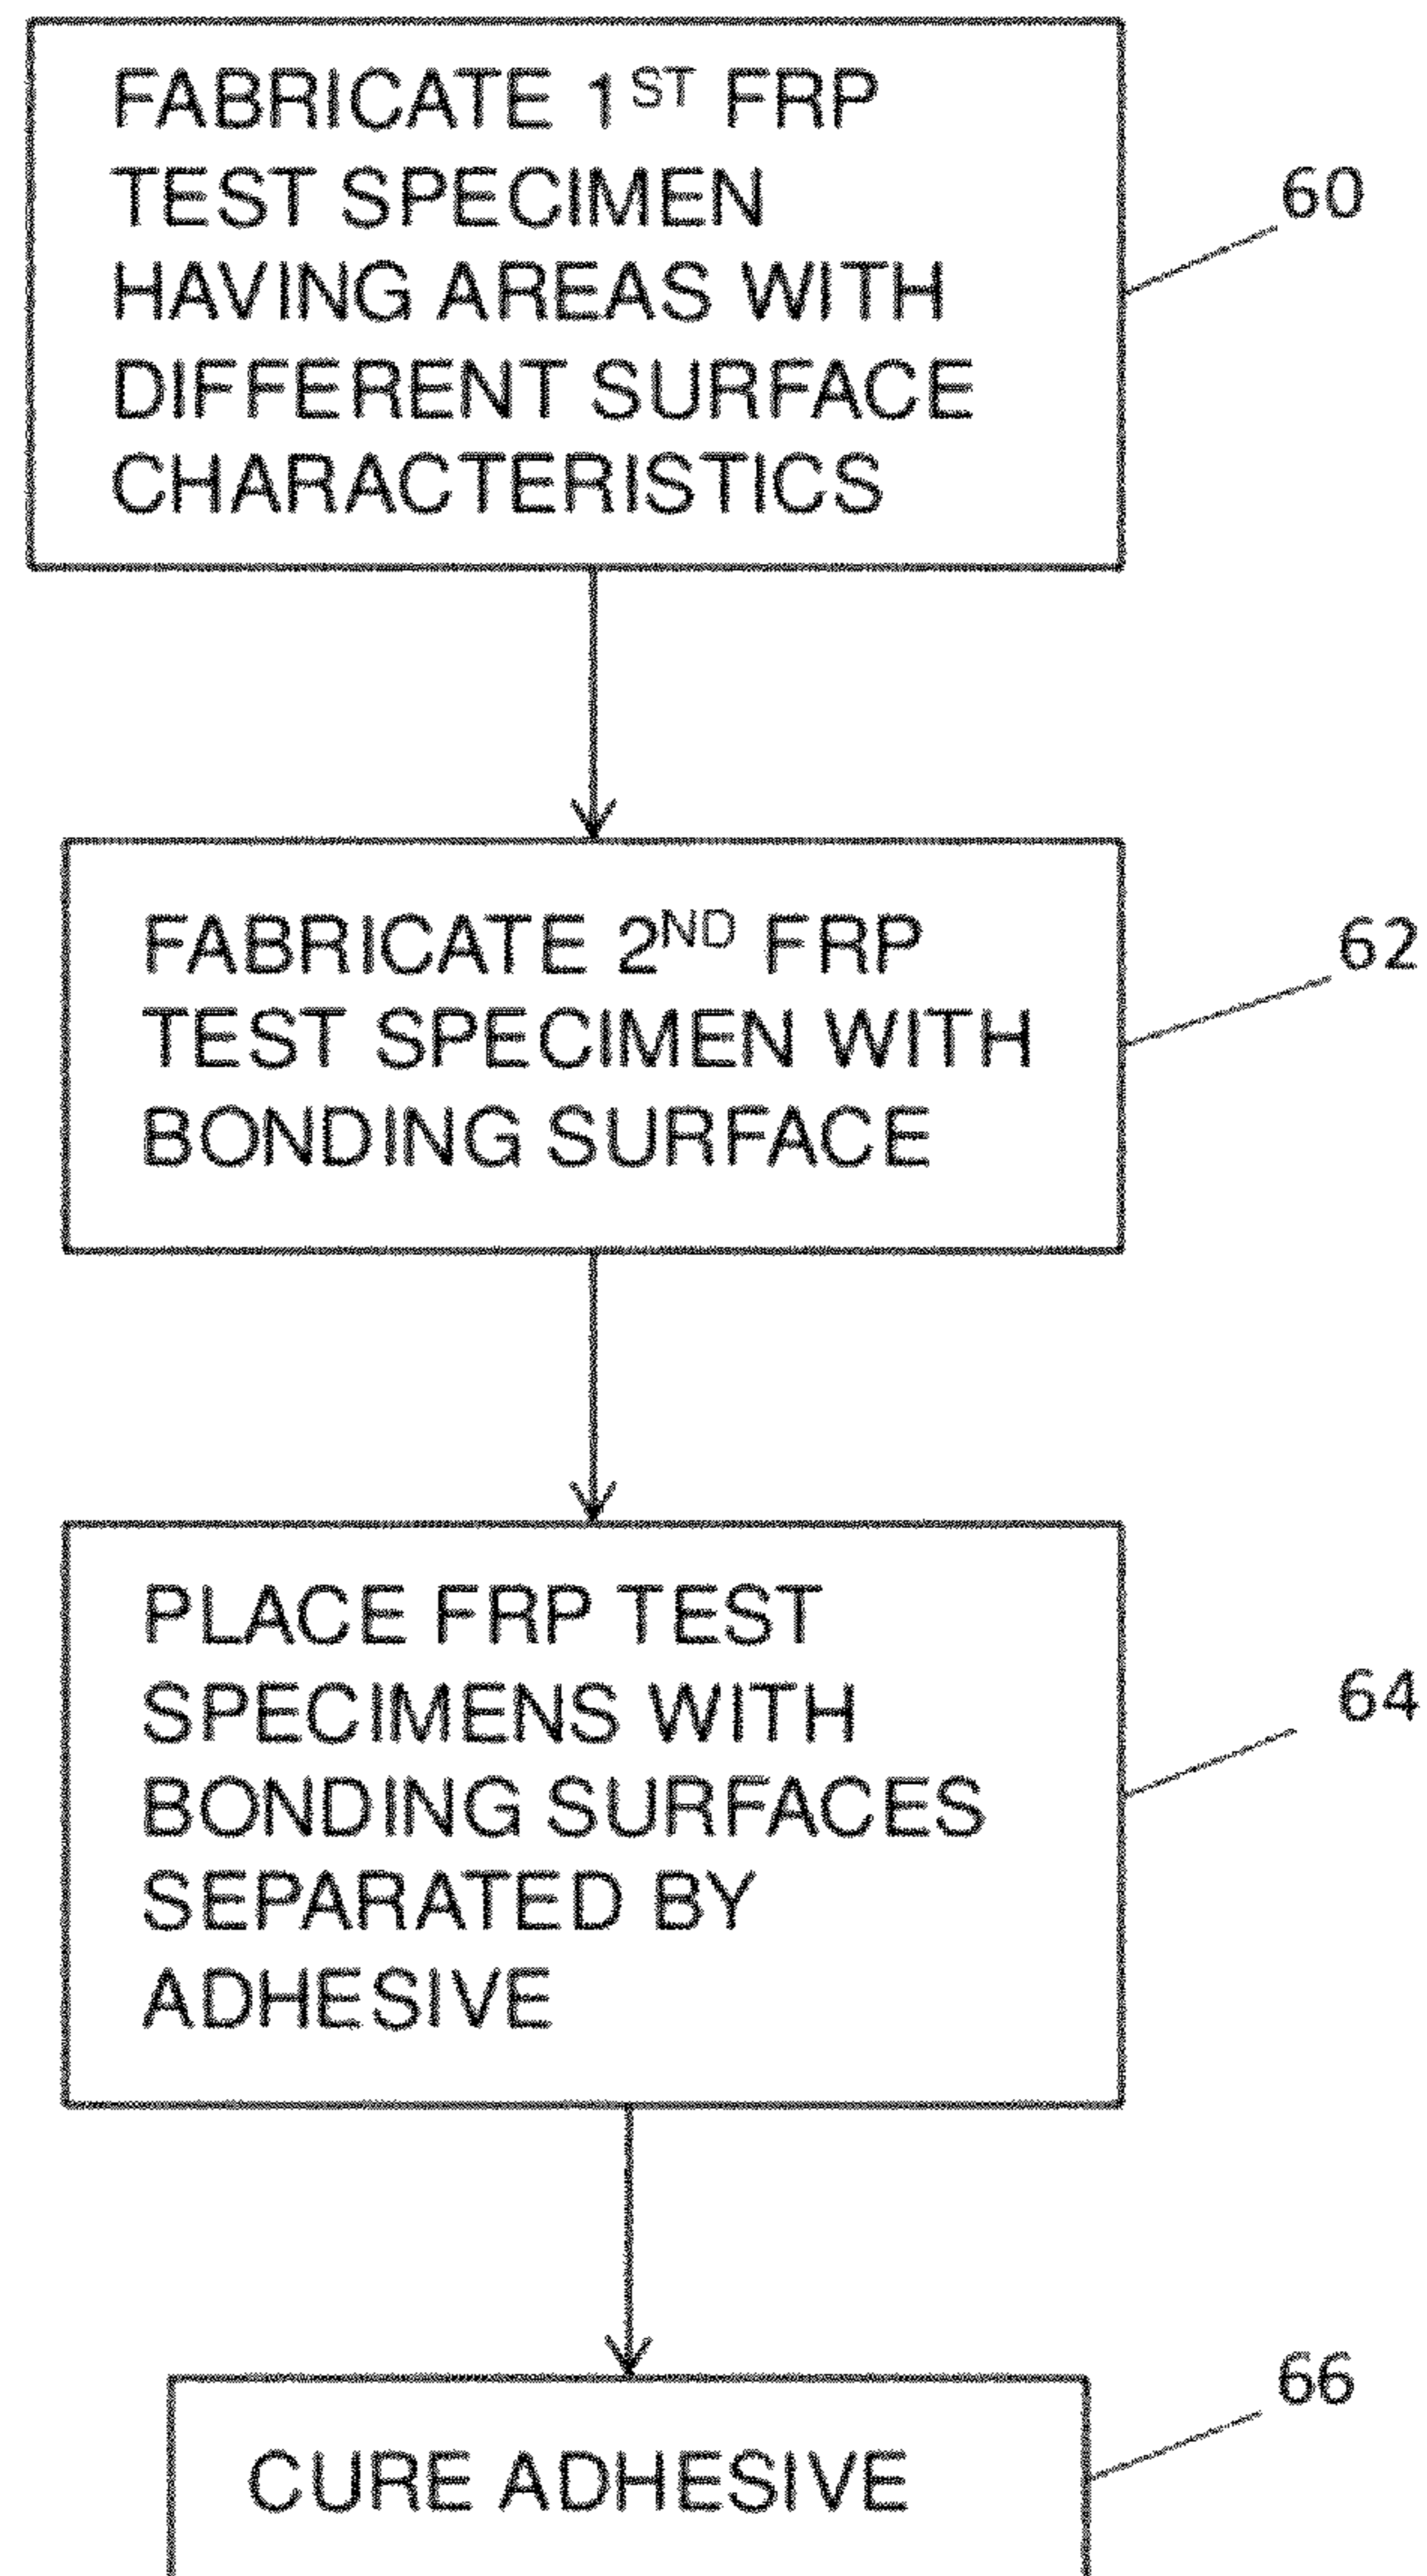 FABRICATE 1ST FRP
TEST SPECIMEN
HAVING AREAS WITH
DIFFERENT SURFACE
CHARACTERISTICS
60
FABRICATE 2ND FRP
TEST SPECIMEN WITH
BONDING SURFACE
62
PLACE FRP TEST
SPECIMENS WITH
BONDING SURFACES
SEPARATED BY
ADHESIVE
64
CURE ADHESIVE
66